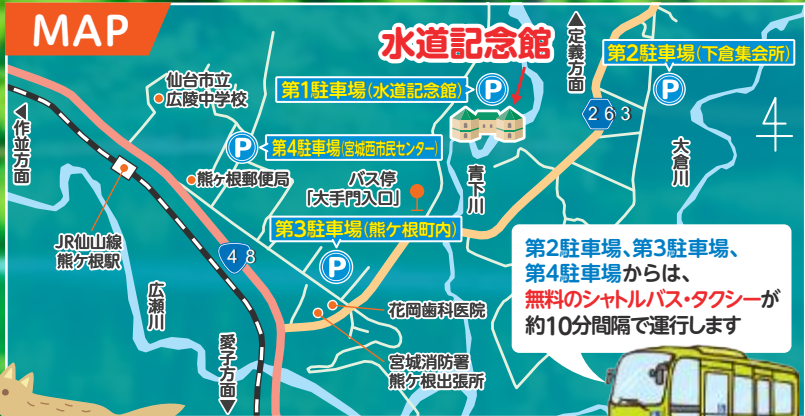 MAP
水道記念館
▲定義方面
第2駐車場(下倉集会所)
P
仙台市立
広陵中学校
第1駐車場(水道記念館)
P
263
◀作並方面
P
第4駐車場(宮城西市民センター)
大倉川
熊ヶ根郵便局
バス停
「大手門入口」
青下川
第3駐車場(熊ケ根町内)
P
JR仙山線
熊ケ根駅
48
広瀬川
第2駐車場、第3駐車場、
第4駐車場からは、
無料のシャトルバス・タクシーが
約10分間隔で運行します
花岡歯科医院
愛子方面▼
宮城消防署
熊ケ根出張所